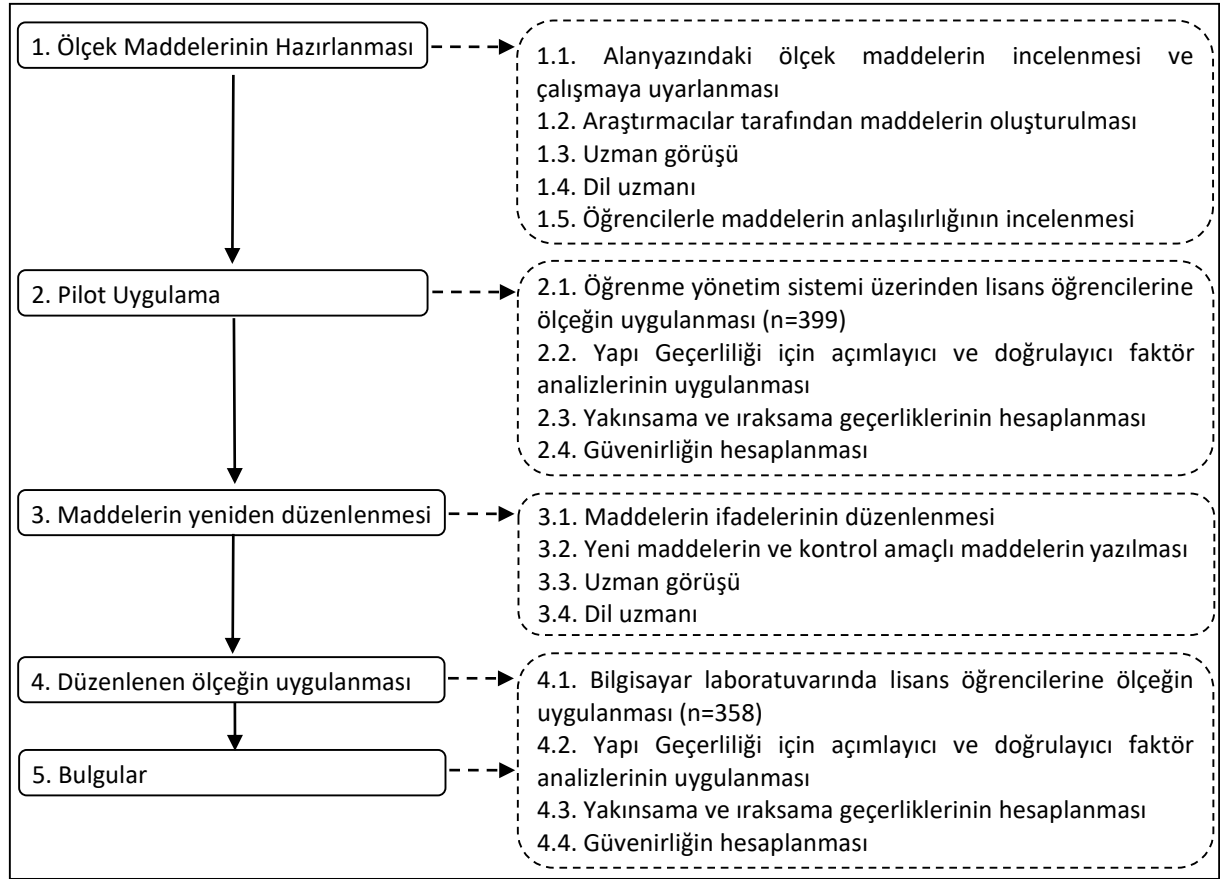 1. Ölçek Maddelerinin Hazırlanması
1.1. Alanyazındaki ölçek maddelerin incelenmesi ve
çalışmaya uyarlanması
1.2. Araştırmacılar tarafından maddelerin oluşturulması
1.3. Uzman görüşü
1.4. Dil uzmanı
1.5. Öğrencilerle maddelerin anlaşılırlığının incelenmesi
2. Pilot Uygulama
2.1. Öğrenme yönetim sistemi üzerinden lisans öğrencilerine
ölçeğin uygulanması (n=399)
2.2. Yapı Geçerliliği için açımlayıcı ve doğrulayıcı faktör
analizlerinin uygulanması
2.3. Yakınsama ve ıraksama geçerliklerinin hesaplanması
2.4. Güvenirliğin hesaplanması
3. Maddelerin yeniden düzenlenmesi
3.1. Maddelerin ifadelerinin düzenlenmesi
3.2. Yeni maddelerin ve kontrol amaçlı maddelerin yazılması
3.3. Uzman görüşü
3.4. Dil uzmanı
4. Düzenlenen ölçeğin uygulanması
5. Bulgular
4.1. Bilgisayar laboratuvarında lisans öğrencilerine ölçeğin
uygulanması (n=358)
4.2. Yapı Geçerliliği için açımlayıcı ve doğrulayıcı faktör
analizlerinin uygulanması
4.3. Yakınsama ve ıraksama geçerliklerinin hesaplanması
4.4. Güvenirliğin hesaplanması